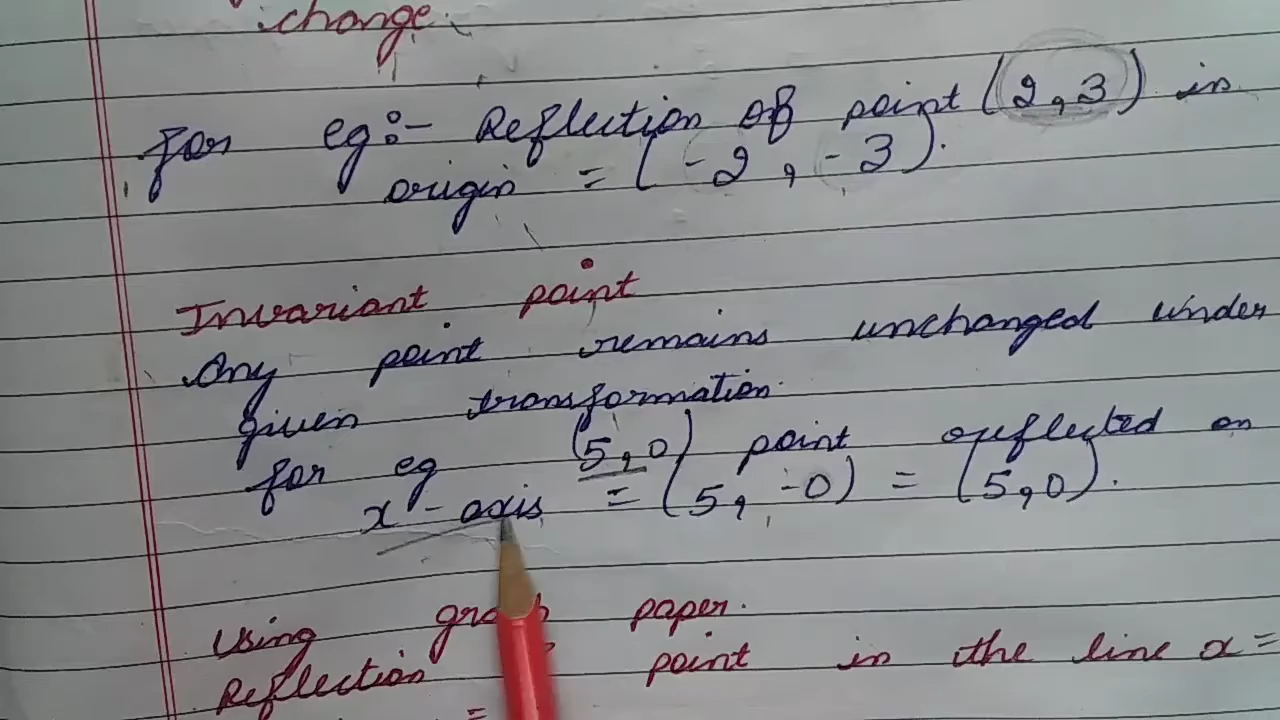 change.
for eg:- Reflection of point (2,3) in
origin = (-2, -3).
Invariant point
Any point remains unchanged under
given transformation.
for eg (5,0) point reflected on
x-axis = (5, -0) = (5,0).
Using graph paper.
Reflection point in the line x=
=